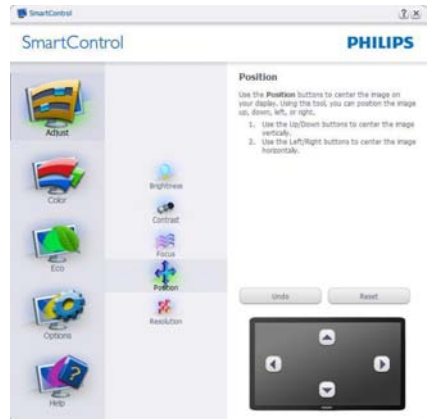 SmartControl
SmartControl
PHILIPS
Adjust
Color
Eco
Options
Help
Brightness
Contrast
Focus
Position
Resolution
Position
Use the Position buttons to center the image on
your display. Using the tool, you can position the image
up, down, left, or right.
1. Use the Up/Down buttons to center the image
vertically.
2. Use the Left/Right buttons to center the image
horizontally.
Undo
Reset